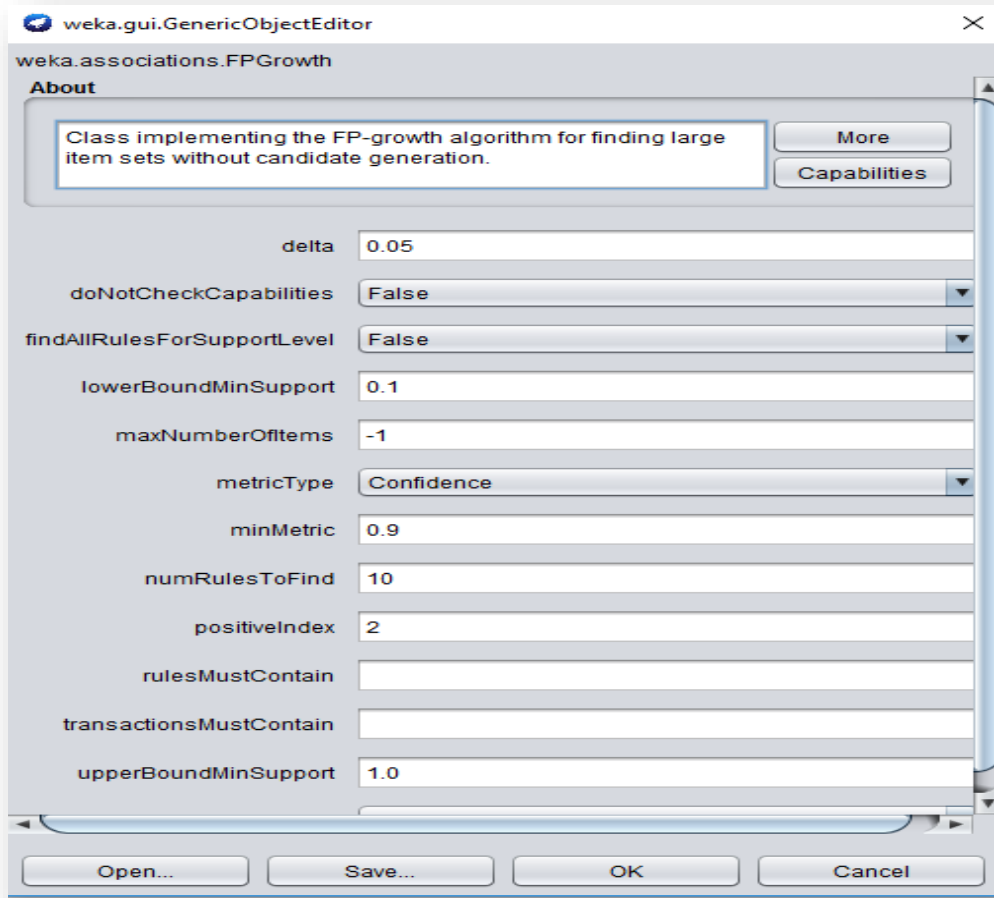 weka.gui.GenericObjectEditor
weka.associations.FPGrowth
About
Class implementing the FP-growth algorithm for finding large
item sets without candidate generation.
More
Capabilities
delta 0.05
doNotCheckCapabilities False
findAllRulesForSupportLevel False
lowerBoundMinSupport 0.1
maxNumberOfItems -1
metricType Confidence
minMetric 0.9
numRulesToFind 10
positiveIndex 2
rulesMustContain
transactionsMustContain
upperBoundMinSupport 1.0
Open... Save... OK Cancel